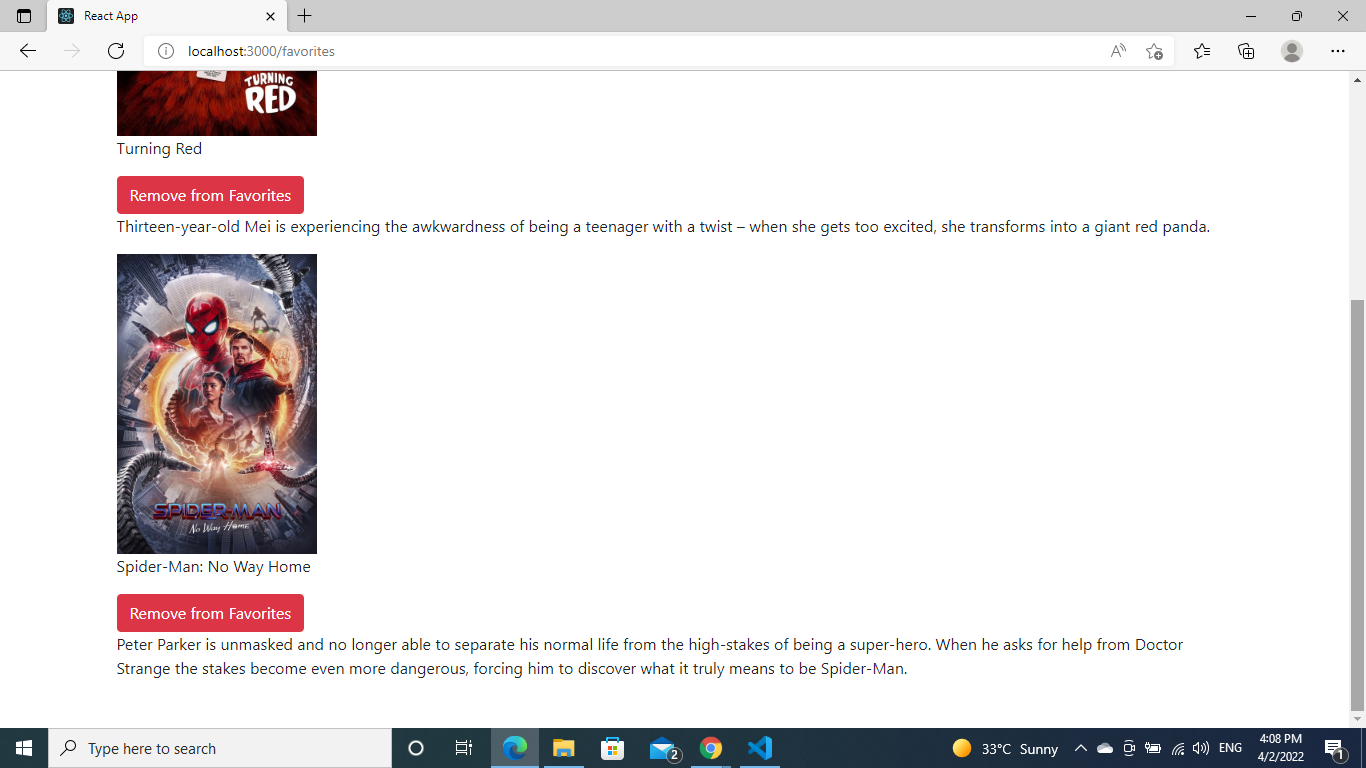 React App
localhost:3000/favorites
TURNING
RED
Turning Red
Remove from Favorites
Thirteen-year-old Mei is experiencing the awkwardness of being a teenager with a twist – when she gets too excited, she transforms into a giant red panda.
SPIDER-MAN
NO WAY HOME
Spider-Man: No Way Home
Remove from Favorites
Peter Parker is unmasked and no longer able to separate his normal life from the high-stakes of being a super-hero. When he asks for help from Doctor
Strange the stakes become even more dangerous, forcing him to discover what it truly means to be Spider-Man.
Type here to search
2
33°C Sunny
ENG
4:08 PM
4/2/2022
1